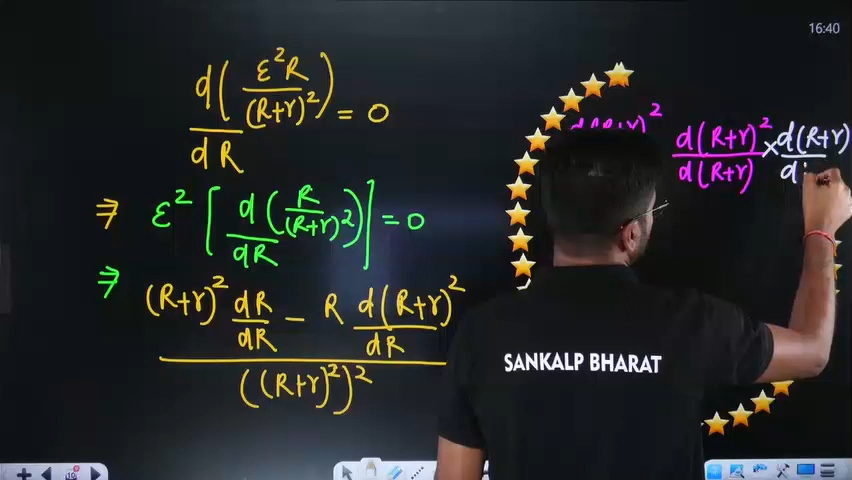 16:40
d(ε²R/(R+r)²)/dR = 0
⇒ ε² [d/dR (R/(R+r)²)] = 0
⇒ ((R+r)² dR/dR − R d(R+r)²/dR)/((R+r)²)²
d(R+r)²/d(R+r) × d(R+r)/d
SANKALP BHARAT